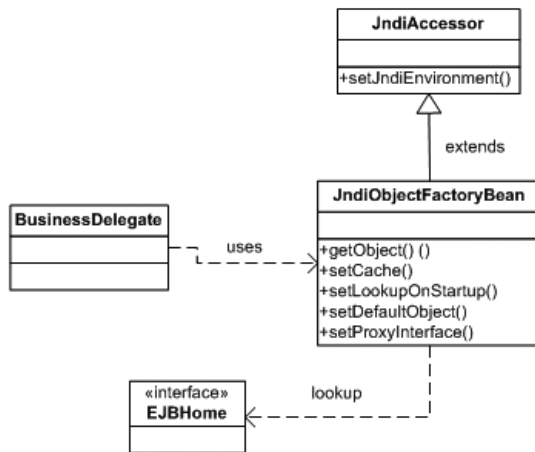 JndiAccessor
+setJndiEnvironment()
extends
JndiObjectFactoryBean
+getObject() ()
+setCache()
+setLookupOnStartup()
+setDefaultObject()
+setProxyInterface()
BusinessDelegate
uses
lookup
«interface»
EJBHome